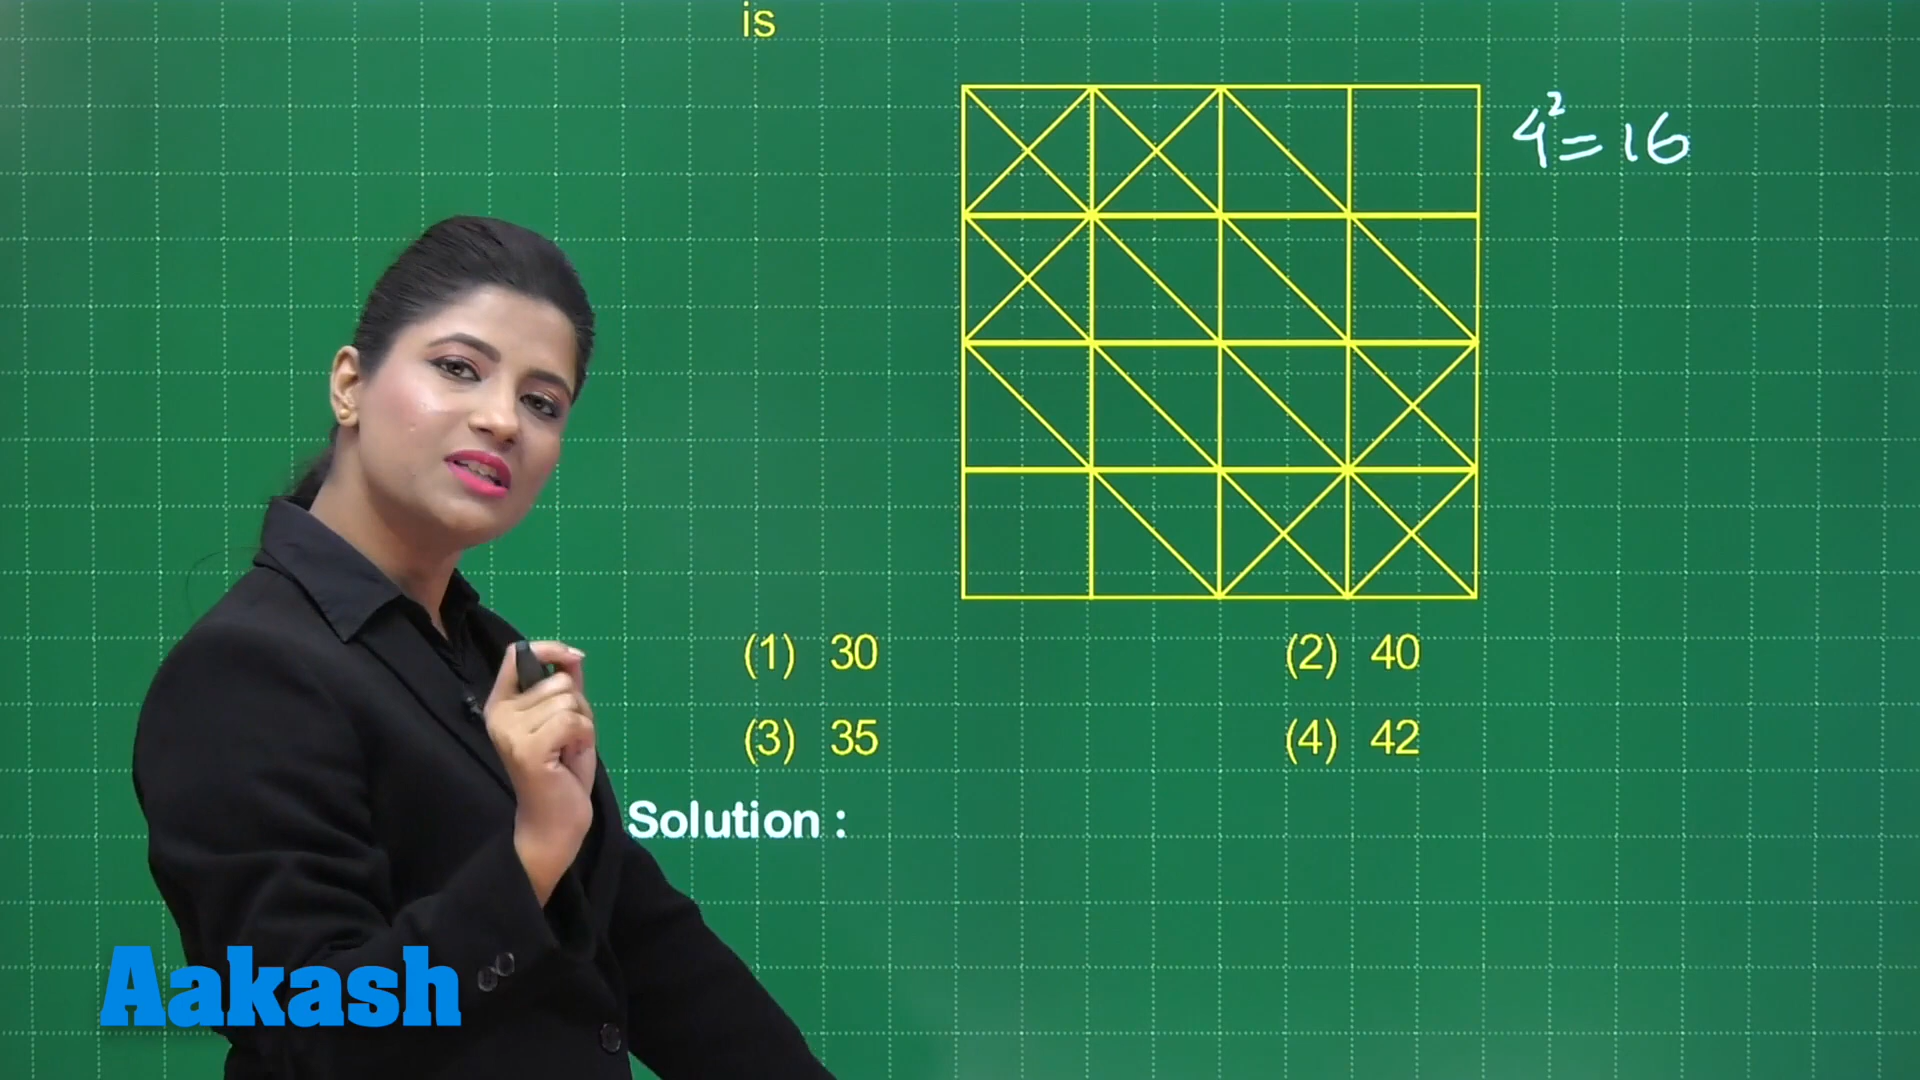 is
4²=16
(1) 30
(2) 40
(3) 35
(4) 42
Solution :
Aakash